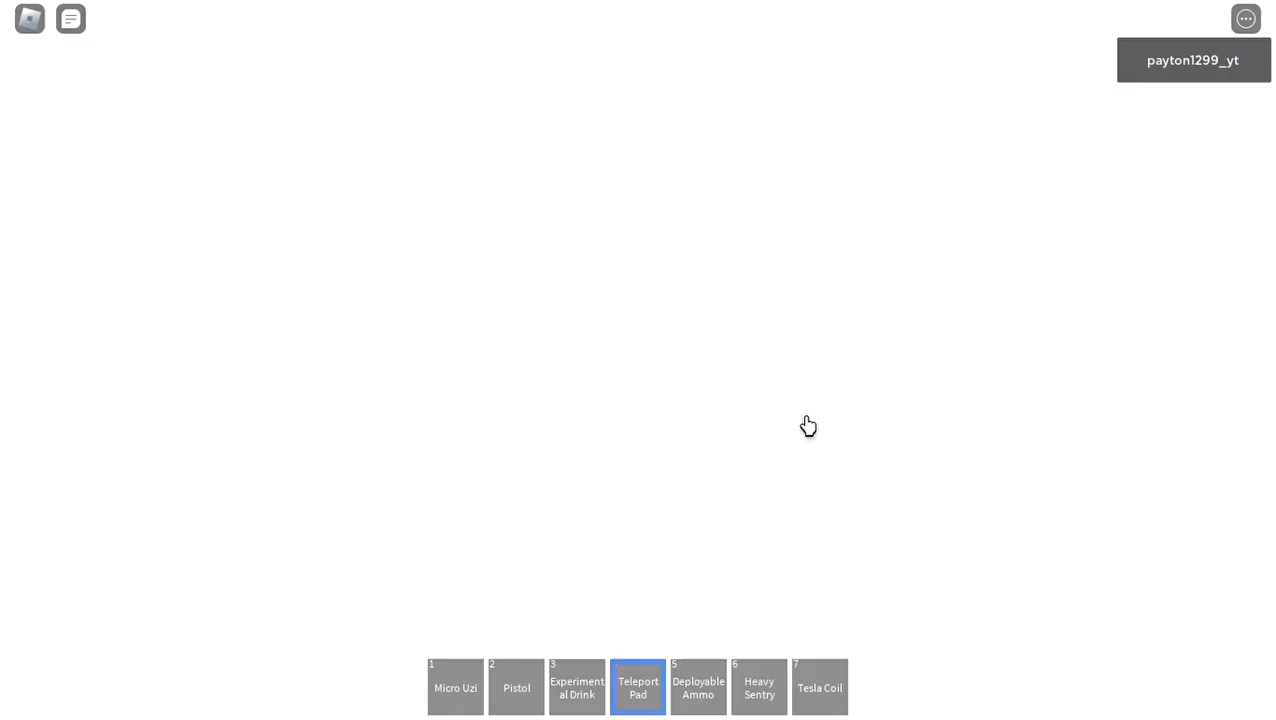 payton1299_yt
1
Micro Uzi
2
Pistol
3
Experiment
al Drink
Teleport
Pad
5
Deployable
Ammo
6
Heavy
Sentry
7
Tesla Coil